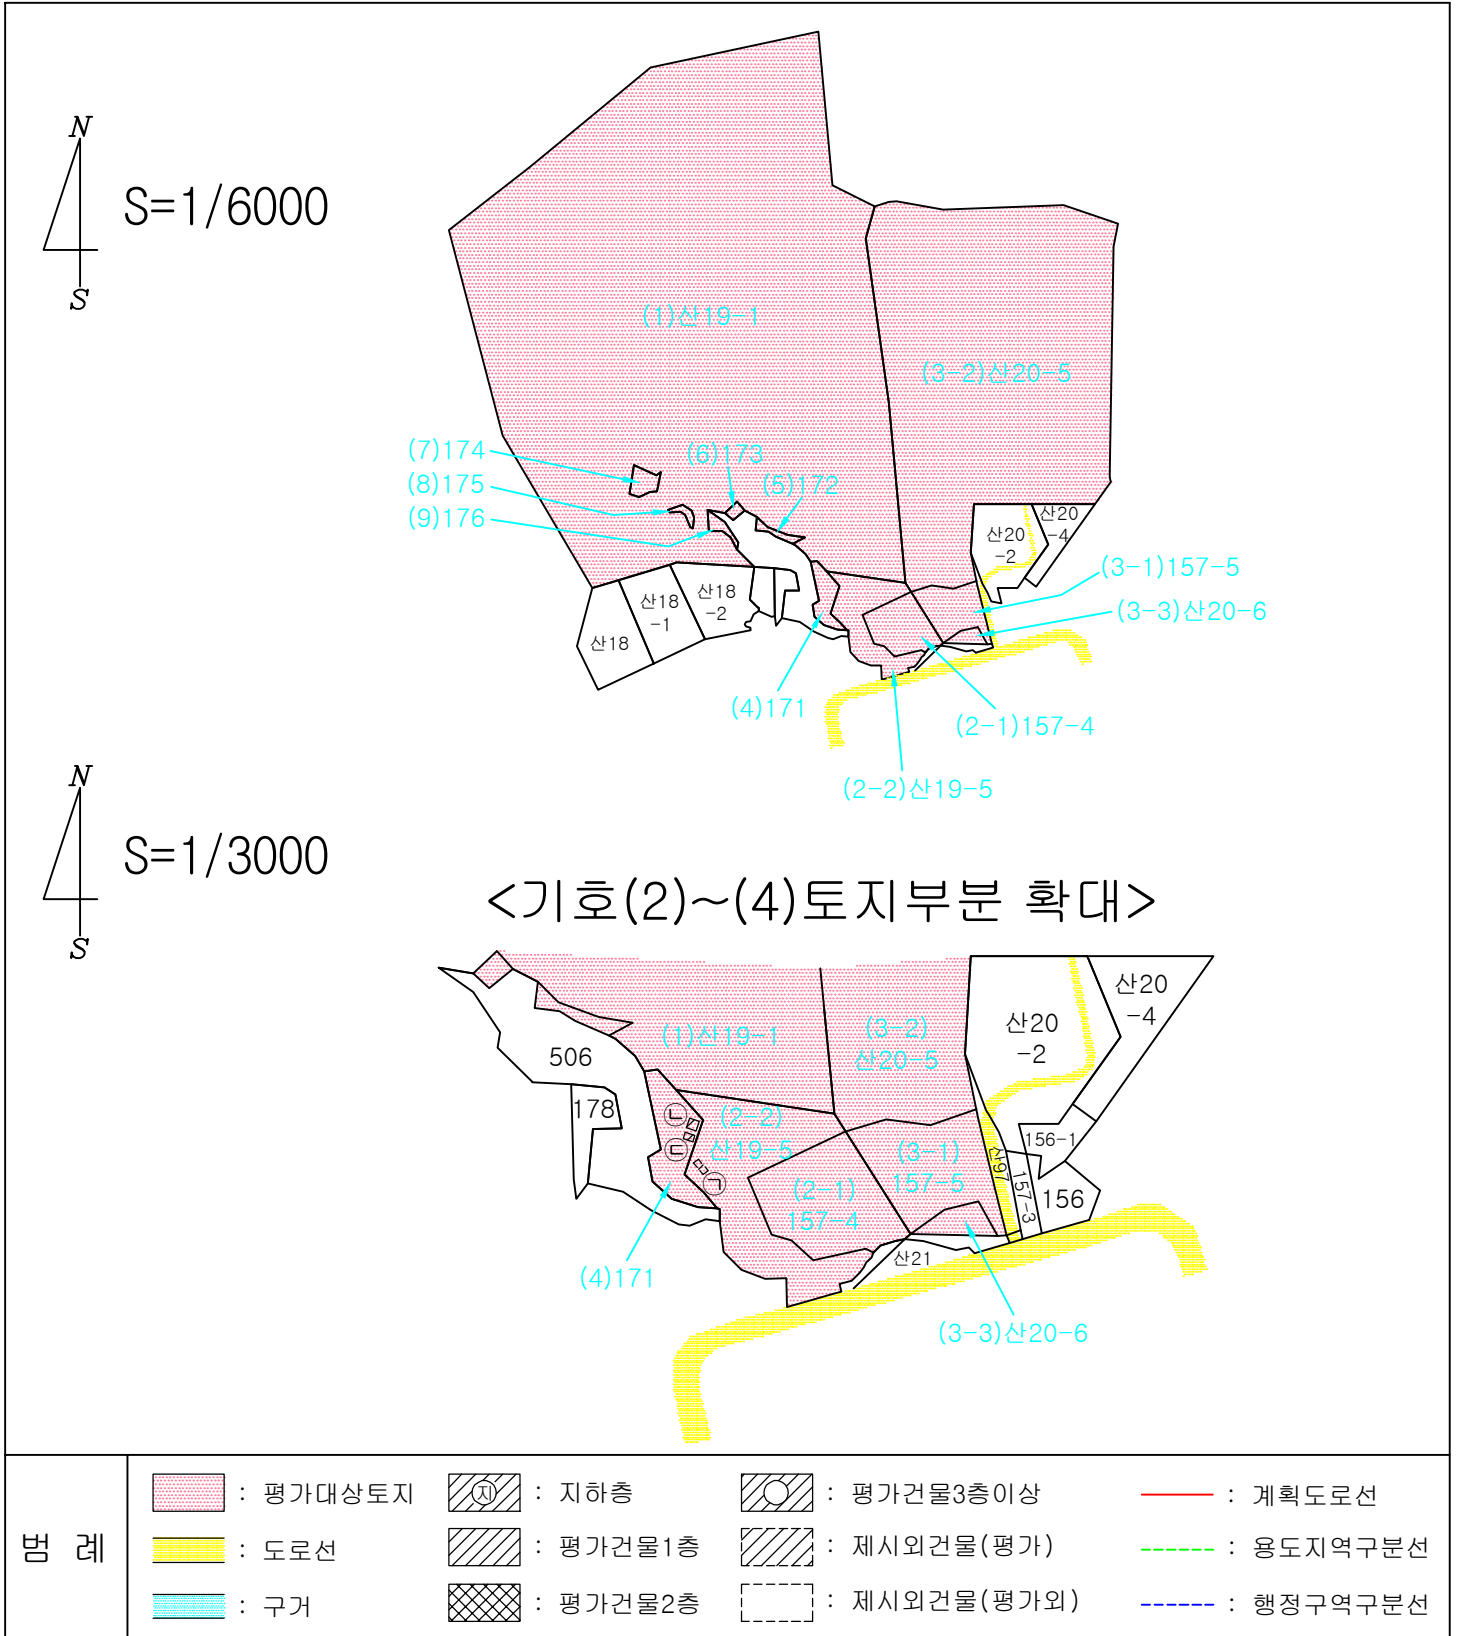 N
S=1/6000
S
(1)산19-1
(3-2)산20-5
(7)174
(6)173
(8)175
(5)172
(9)176
산20
-4
산20
-2
(3-1)157-5
산18
-1
산18
-2
(3-3)산20-6
산18
(4)171
(2-1)157-4
(2-2)산19-5
N
S=1/3000
S
<기호(2)~(4)토지부분 확대>
산20
-4
산20
-2
(1)산19-1
(3-2)
산20-5
506
178
ㄴ
(2-2)
산19-5
ㄷ
156-1
(3-1)
157-5
산97
157-3
ㄱ
(2-1)
157-4
156
산21
(4)171
(3-3)산20-6
범 례
: 평가대상토지
지 : 지하층
: 평가건물3층이상
: 계획도로선
: 도로선
: 평가건물1층
: 제시외건물(평가)
: 용도지역구분선
: 구거
: 평가건물2층
: 제시외건물(평가외)
: 행정구역구분선